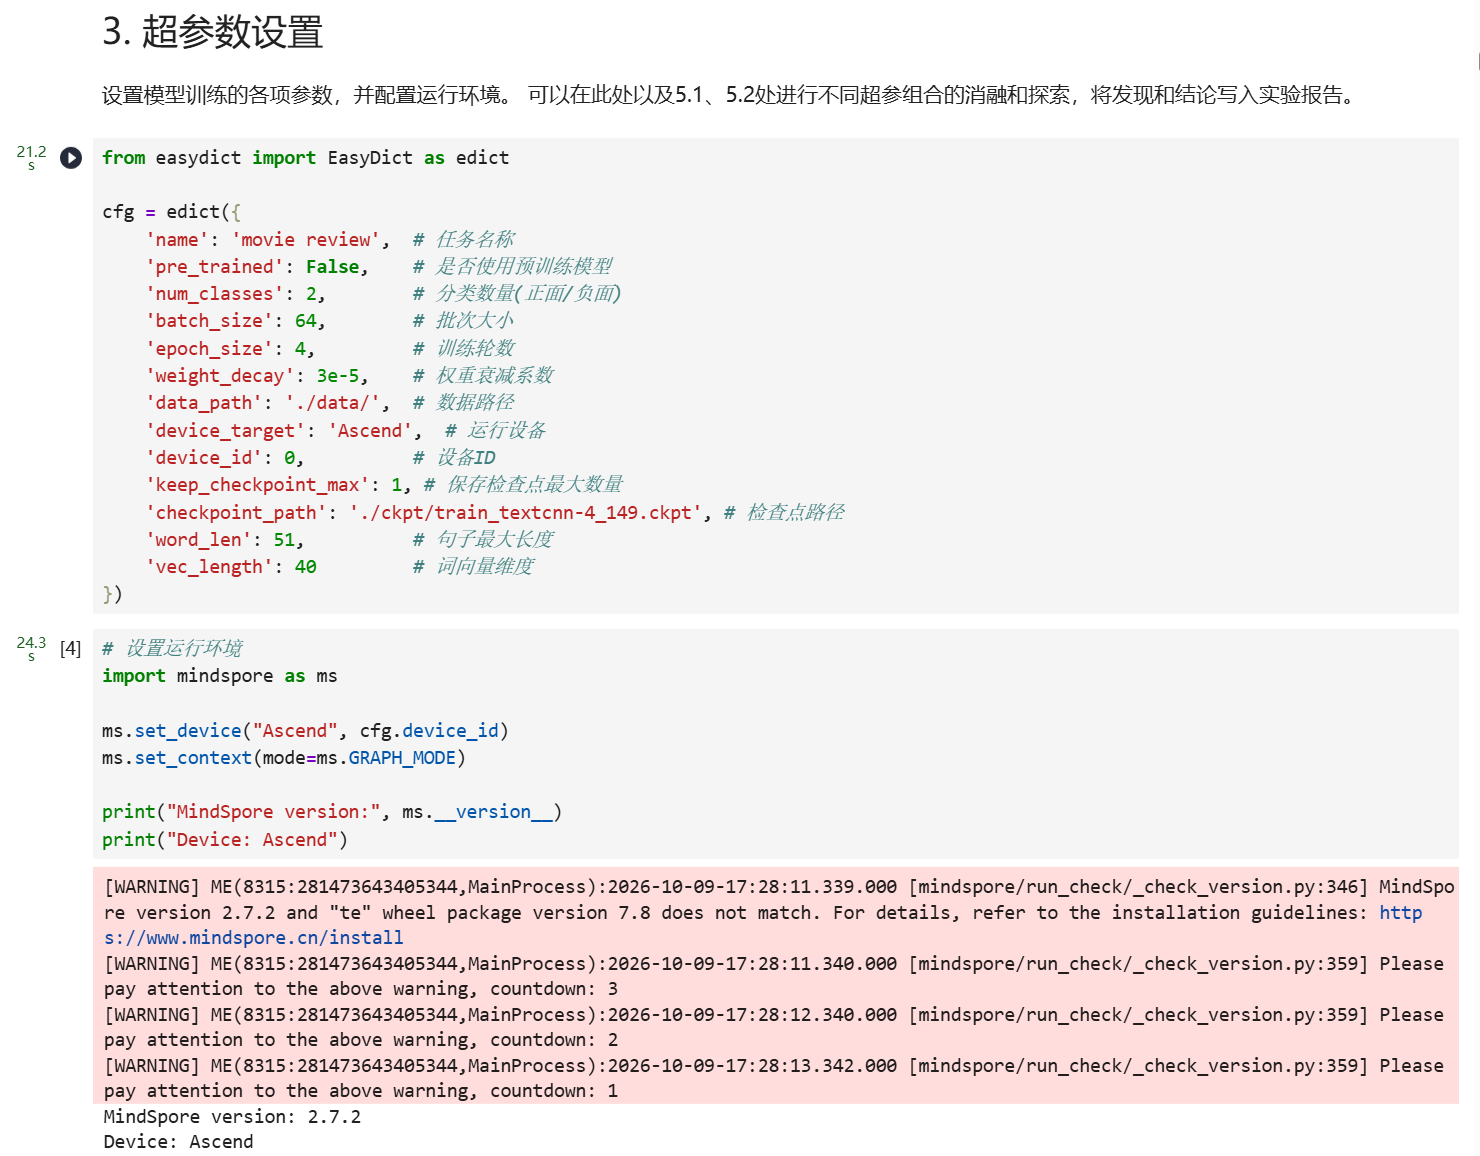 3. 超参数设置
设置模型训练的各项参数，并配置运行环境。 可以在此处以及5.1、5.2处进行不同超参组合的消融和探索，将发现和结论写入实验报告。
21.2
s
from easydict import EasyDict as edict
cfg = edict({
    'name': 'movie review',  # 任务名称
    'pre_trained': False,    # 是否使用预训练模型
    'num_classes': 2,        # 分类数量(正面/负面)
    'batch_size': 64,        # 批次大小
    'epoch_size': 4,         # 训练轮数
    'weight_decay': 3e-5,    # 权重衰减系数
    'data_path': './data/',  # 数据路径
    'device_target': 'Ascend',  # 运行设备
    'device_id': 0,          # 设备ID
    'keep_checkpoint_max': 1, # 保存检查点最大数量
    'checkpoint_path': './ckpt/train_textcnn-4_149.ckpt', # 检查点路径
    'word_len': 51,          # 句子最大长度
    'vec_length': 40         # 词向量维度
})
24.3
s
[4]
# 设置运行环境
import mindspore as ms
ms.set_device("Ascend", cfg.device_id)
ms.set_context(mode=ms.GRAPH_MODE)
print("MindSpore version:", ms.__version__)
print("Device: Ascend")
[WARNING] ME(8315:281473643405344,MainProcess):2026-10-09-17:28:11.339.000 [mindspore/run_check/_check_version.py:346] MindSpo
re version 2.7.2 and "te" wheel package version 7.8 does not match. For details, refer to the installation guidelines: http
s://www.mindspore.cn/install
[WARNING] ME(8315:281473643405344,MainProcess):2026-10-09-17:28:11.340.000 [mindspore/run_check/_check_version.py:359] Please
pay attention to the above warning, countdown: 3
[WARNING] ME(8315:281473643405344,MainProcess):2026-10-09-17:28:12.340.000 [mindspore/run_check/_check_version.py:359] Please
pay attention to the above warning, countdown: 2
[WARNING] ME(8315:281473643405344,MainProcess):2026-10-09-17:28:13.342.000 [mindspore/run_check/_check_version.py:359] Please
pay attention to the above warning, countdown: 1
MindSpore version: 2.7.2
Device: Ascend